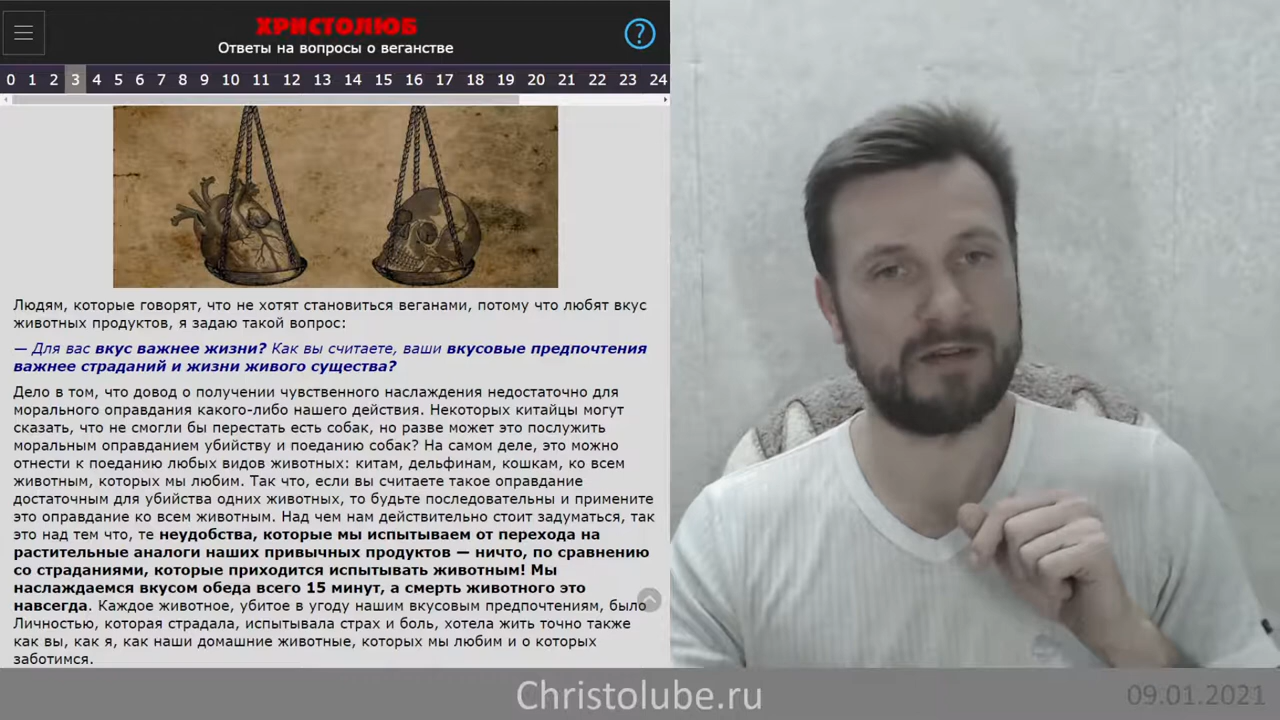 ХРИСТОЛЮБ
Ответы на вопросы о веганстве
?
0 1 2 3 4 5 6 7 8 9 10 11 12 13 14 15 16 17 18 19 20 21 22 23 24
Людям, которые говорят, что не хотят становиться веганами, потому что любят вкус
животных продуктов, я задаю такой вопрос:
— Для вас вкус важнее жизни? Как вы считаете, ваши вкусовые предпочтения
важнее страданий и жизни живого существа?
Дело в том, что довод о получении чувственного наслаждения недостаточно для
морального оправдания какого-либо нашего действия. Некоторых китайцы могут
сказать, что не смогли бы перестать есть собак, но разве может это послужить
моральным оправданием убийству и поеданию собак? На самом деле, это можно
отнести к поеданию любых видов животных: китам, дельфинам, кошкам, ко всем
животным, которых мы любим. Так что, если вы считаете такое оправдание
достаточным для убийства одних животных, то будьте последовательны и примените
это оправдание ко всем животным. Над чем нам действительно стоит задуматься, так
это над тем что, те неудобства, которые мы испытываем от перехода на
растительные аналоги наших привычных продуктов — ничто, по сравнению
со страданиями, которые приходится испытывать животным! Мы
наслаждаемся вкусом обеда всего 15 минут, а смерть животного это
навсегда. Каждое животное, убитое в угоду нашим вкусовым предпочтениям, было
Личностью, которая страдала, испытывала страх и боль, хотела жить точно также
как вы, как я, как наши домашние животные, которых мы любим и о которых
заботимся.
Christolube.ru
09.01.2021